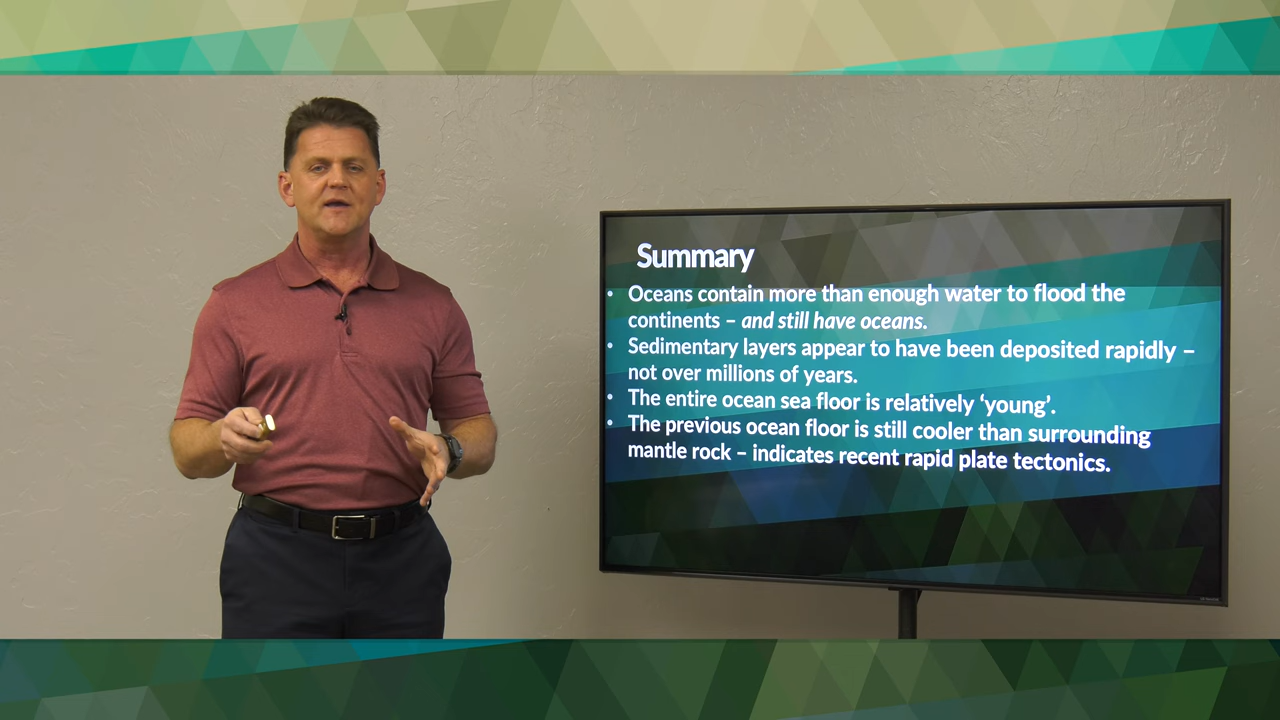 Summary
• Oceans contain more than enough water to flood the
continents – and still have oceans.
• Sedimentary layers appear to have been deposited rapidly –
not over millions of years.
• The entire ocean sea floor is relatively ‘young’.
• The previous ocean floor is still cooler than surrounding
mantle rock – indicates recent rapid plate tectonics.